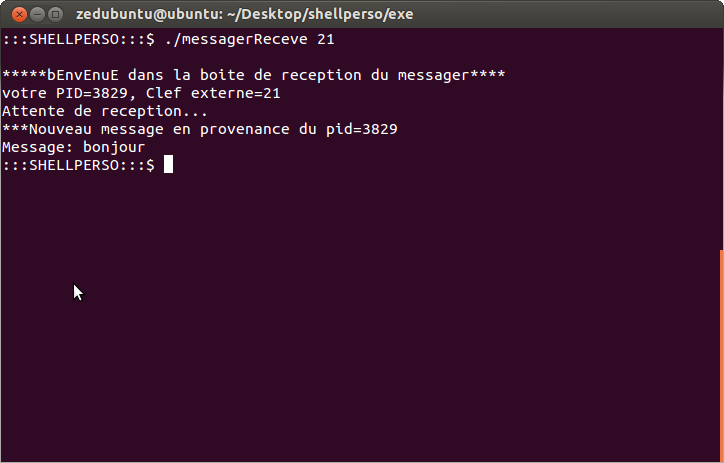 zedubuntu@ubuntu: ~/Desktop/shellperso/exe
:::SHELLPERSO:::$ ./messagerReceve 21
*****bEnvEnuE dans la boite de reception du messager****
votre PID=3829, Clef externe=21
Attente de reception...
***Nouveau message en provenance du pid=3829
Message: bonjour
:::SHELLPERSO:::$